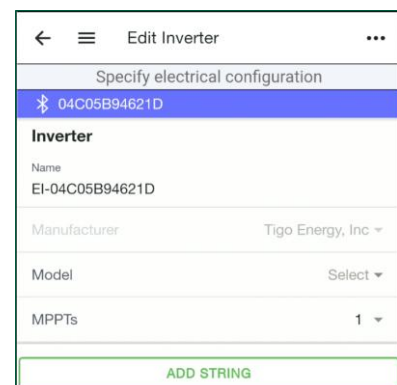 Edit Inverter
Specify electrical configuration
04C05B94621D
Inverter
Name
EI-04C05B94621D
Manufacturer Tigo Energy, Inc
Model Select
MPPTs 1
ADD STRING